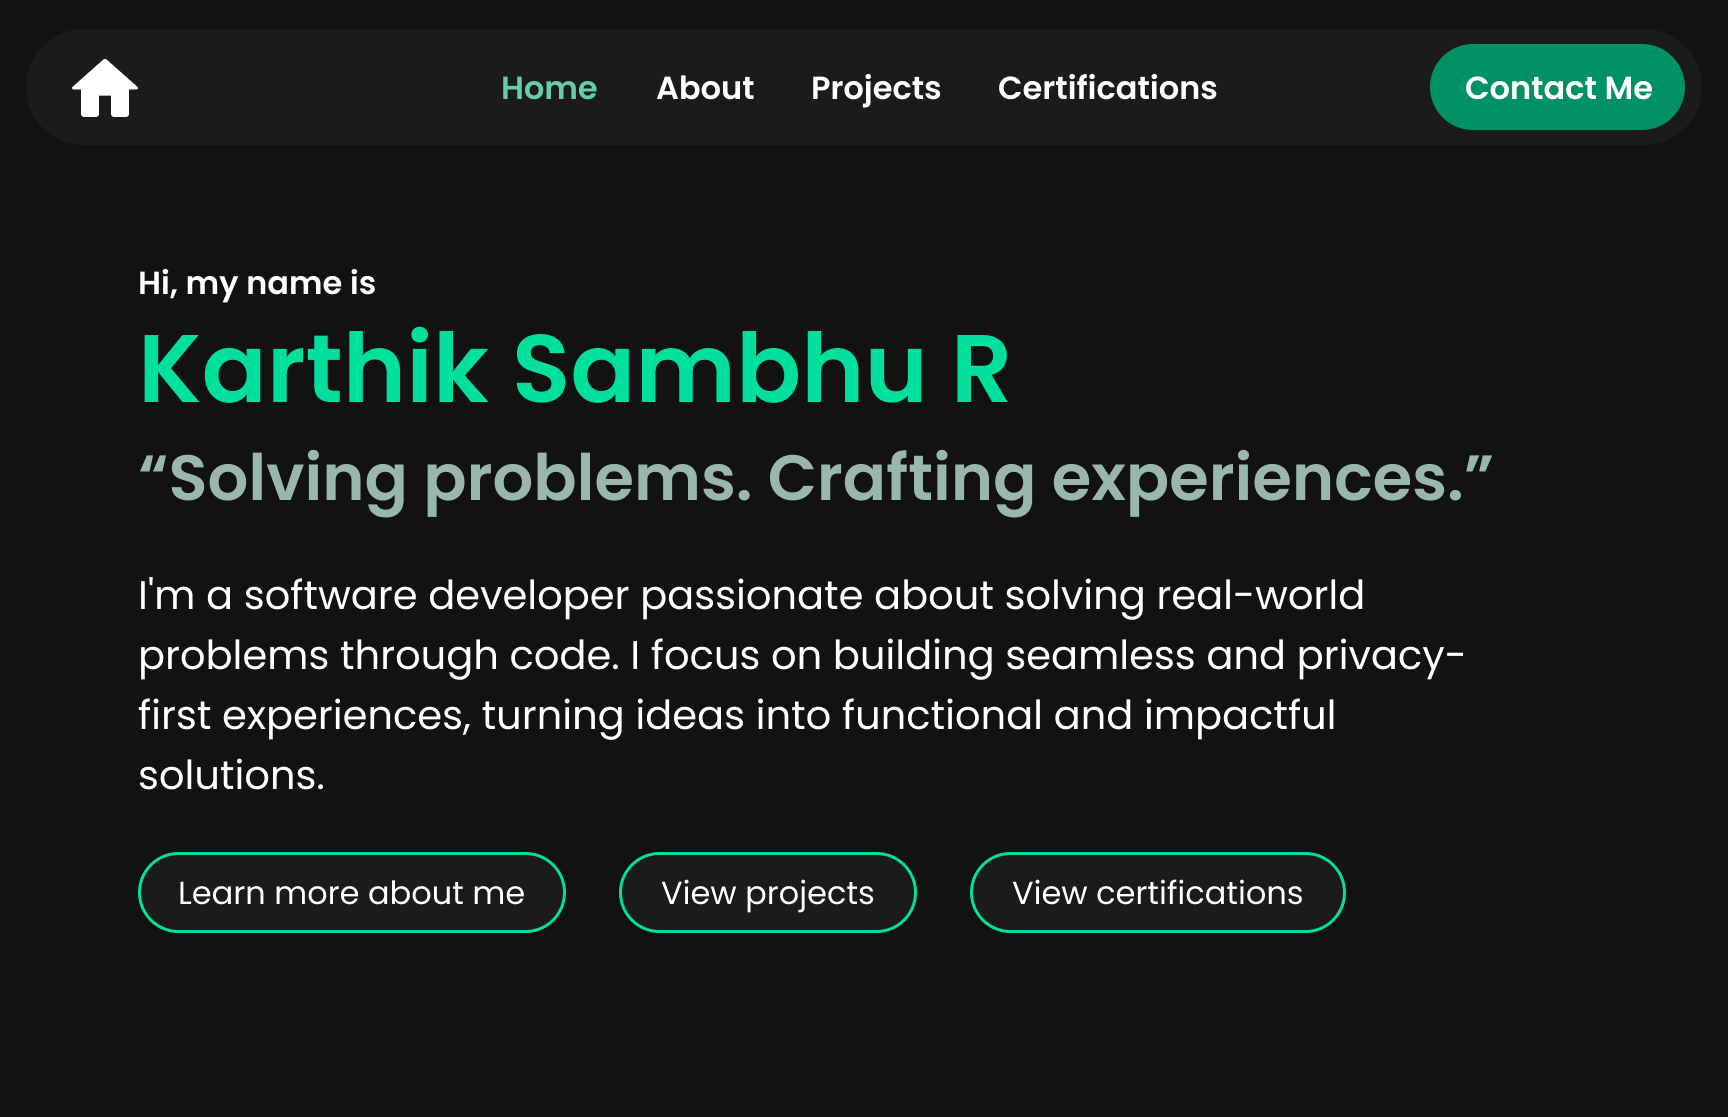 Home About Projects Certifications Contact Me
Hi, my name is
Karthik Sambhu R
“Solving problems. Crafting experiences.”
I'm a software developer passionate about solving real-world
problems through code. I focus on building seamless and privacy-
first experiences, turning ideas into functional and impactful
solutions.
Learn more about me View projects View certifications